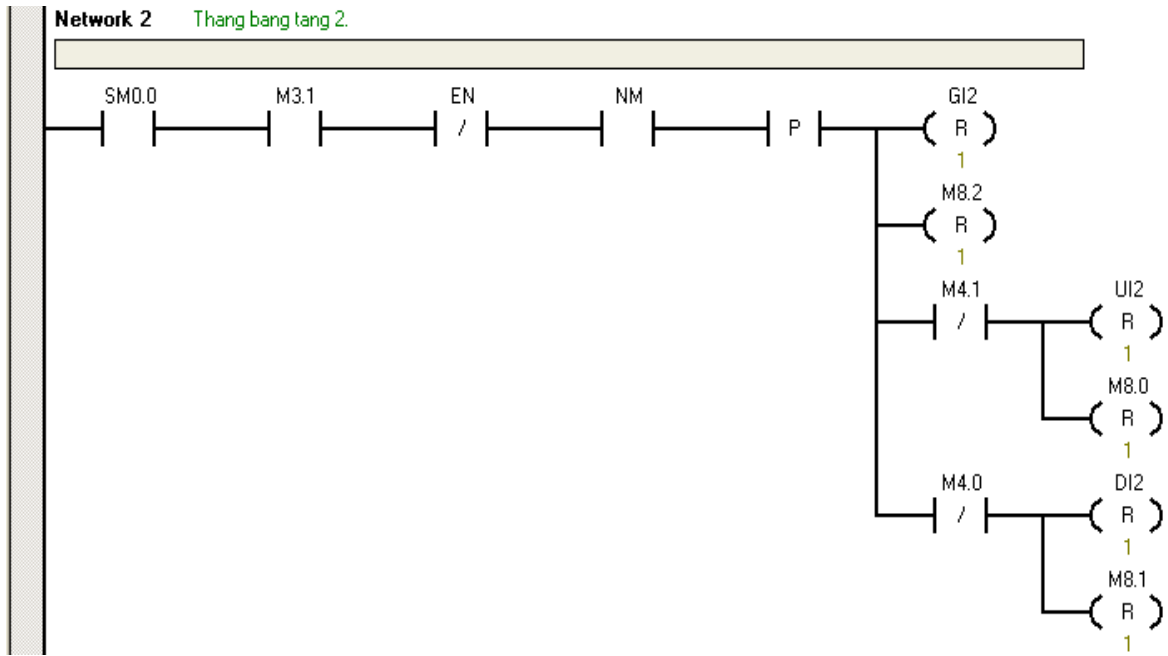 Network 2 Thang bang tang 2.
SM0.0 M3.1 EN NM GI2
/ P R
1
M8.2
R
1
M4.1 UI2
/ R
1
M8.0
R
1
M4.0 DI2
/ R
1
M8.1
R
1